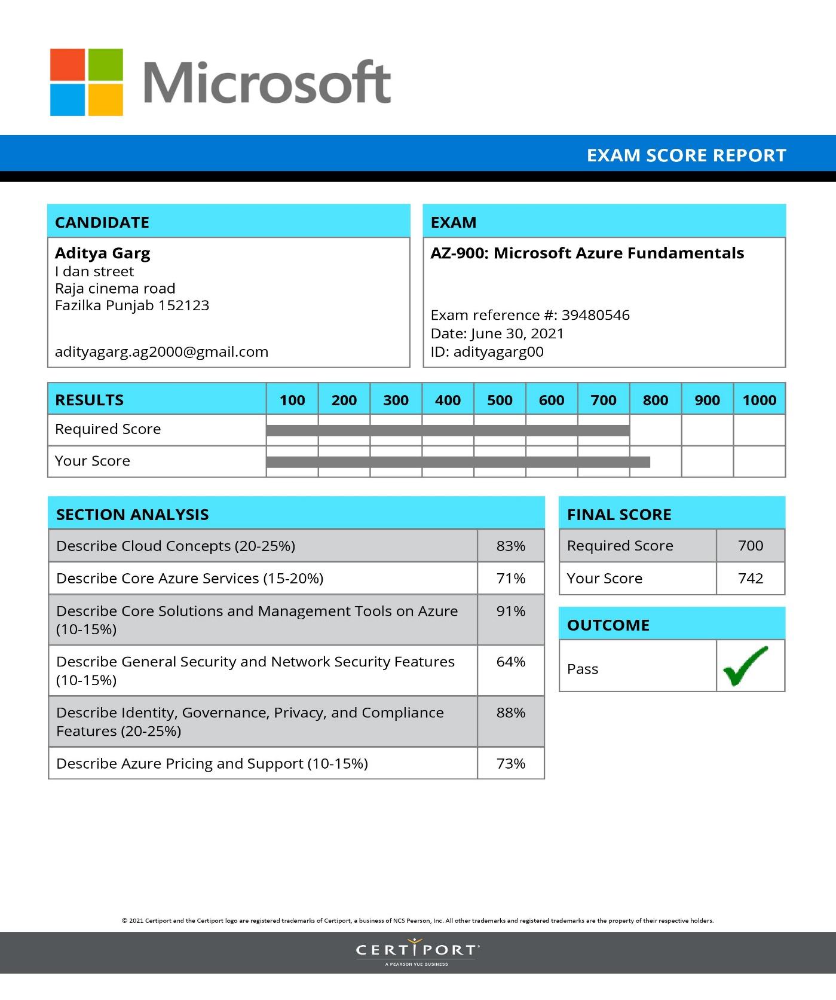 Microsoft
EXAM SCORE REPORT
CANDIDATE
Aditya Garg
I dan street
Raja cinema road
Fazilka Punjab 152123
adityagarg.ag2000@gmail.com
EXAM
AZ-900: Microsoft Azure Fundamentals
Exam reference #: 39480546
Date: June 30, 2021
ID: adityagarg00
RESULTS 100 200 300 400 500 600 700 800 900 1000
Required Score
Your Score
SECTION ANALYSIS
Describe Cloud Concepts (20-25%) 83%
Describe Core Azure Services (15-20%) 71%
Describe Core Solutions and Management Tools on Azure 91%
(10-15%)
Describe General Security and Network Security Features 64%
(10-15%)
Describe Identity, Governance, Privacy, and Compliance 88%
Features (20-25%)
Describe Azure Pricing and Support (10-15%) 73%
FINAL SCORE
Required Score 700
Your Score 742
OUTCOME
Pass
© 2021 Certiport and the Certiport logo are registered trademarks of Certiport, a business of NCS Pearson, Inc. All other trademarks and registered trademarks are the property of their respective holders.
CERTIPORT®
A PEARSON VUE BUSINESS